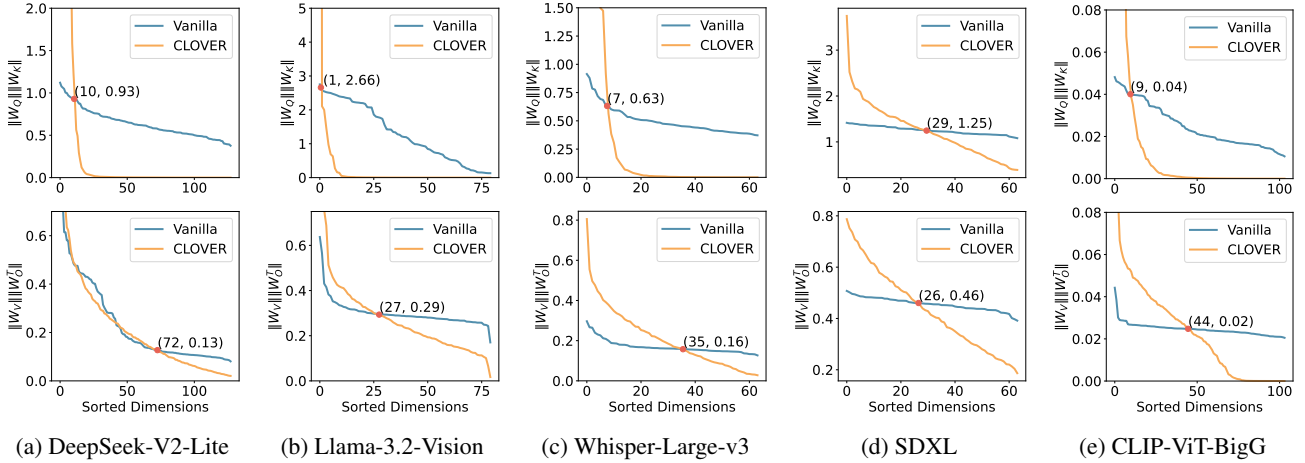 2.0
1.5
1.0
0.5
0.0
0
50
100
‖W_Q‖‖W_K‖
Vanilla
CLOVER
(10, 0.93)
5
4
3
2
1
0
0
25
50
75
‖W_Q‖‖W_K‖
Vanilla
CLOVER
(1, 2.66)
1.50
1.25
1.00
0.75
0.50
0.25
0.00
0
20
40
60
‖W_Q‖‖W_K‖
Vanilla
CLOVER
(7, 0.63)
3
2
1
0
20
40
60
‖W_Q‖‖W_K‖
Vanilla
CLOVER
(29, 1.25)
0.08
0.06
0.04
0.02
0.00
0
50
100
‖W_Q‖‖W_K‖
Vanilla
CLOVER
(9, 0.04)
0.6
0.4
0.2
0.0
0
50
100
‖W_V‖‖W_O^T‖
Vanilla
CLOVER
(72, 0.13)
Sorted Dimensions
0.6
0.4
0.2
0.0
0
25
50
75
‖W_V‖‖W_O^T‖
Vanilla
CLOVER
(27, 0.29)
Sorted Dimensions
0.8
0.6
0.4
0.2
0.0
0
20
40
60
‖W_V‖‖W_O^T‖
Vanilla
CLOVER
(35, 0.16)
Sorted Dimensions
0.8
0.6
0.4
0.2
0
20
40
60
‖W_V‖‖W_O^T‖
Vanilla
CLOVER
(26, 0.46)
Sorted Dimensions
0.08
0.06
0.04
0.02
0.00
0
50
100
‖W_V‖‖W_O^T‖
Vanilla
CLOVER
(44, 0.02)
Sorted Dimensions
(a) DeepSeek-V2-Lite
(b) Llama-3.2-Vision
(c) Whisper-Large-v3
(d) SDXL
(e) CLIP-ViT-BigG